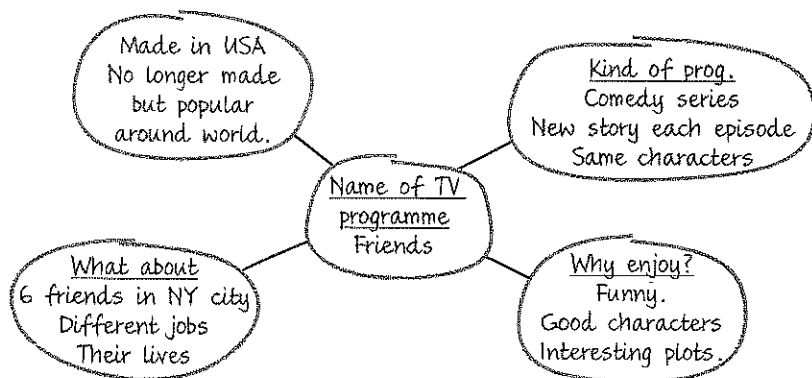 Made in USA
No longer made
but popular
around world.
Kind of prog.
Comedy series
New story each episode
Same characters
Name of TV
programme
Friends
What about
6 friends in NY city
Different jobs
Their lives
Why enjoy?
Funny.
Good characters
Interesting plots.